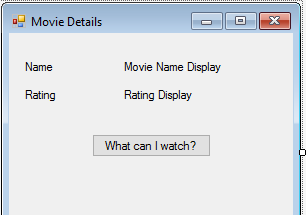 Movie Details
Name Movie Name Display
Rating Rating Display
What can I watch?